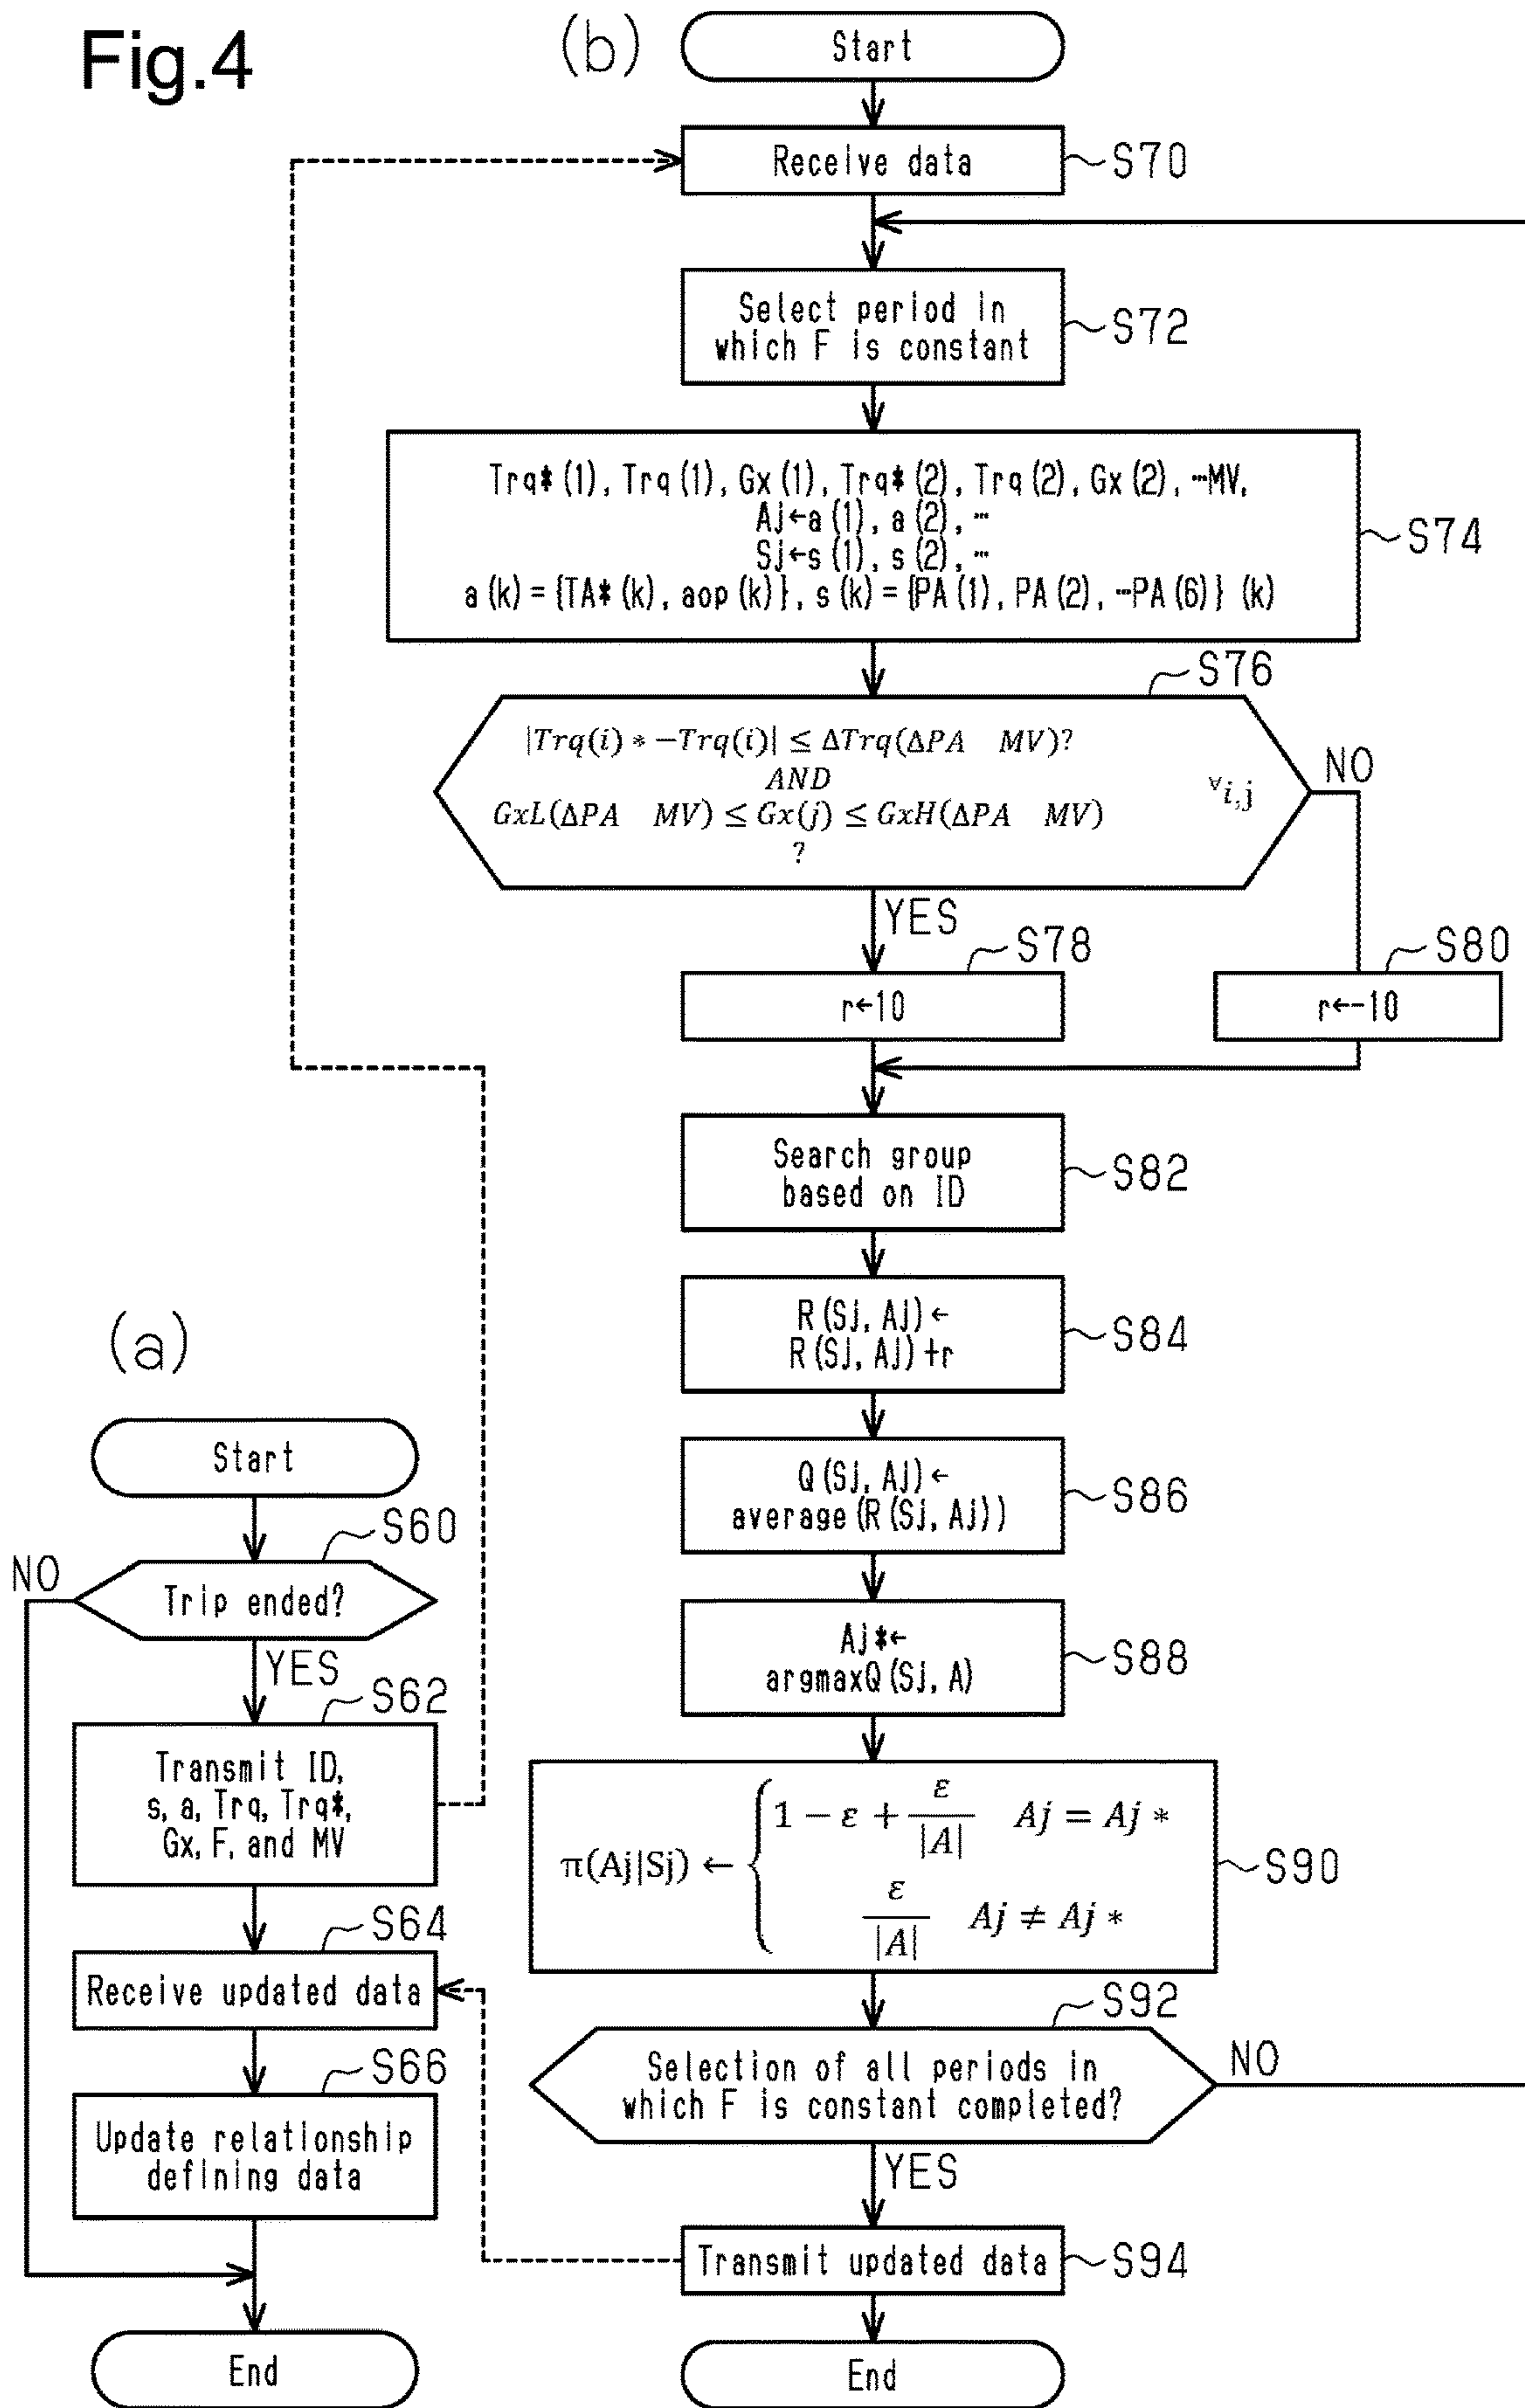 Fig.4
(b)
Start
Receive data
S70
Select period in
which F is constant
S72
Trq*(1), Trq(1), Gx(1), Trq*(2), Trq(2), Gx(2), …MV,
Aj←a(1), a(2), …
Sj←s(1), s(2), …
a(k)={TA*(k), aop(k)}, s(k)={PA(1), PA(2), …PA(6)}(k)
S74
S76
|Trq(i)*−Trq(i)| ≤ ΔTrq(ΔPA MV)?
AND
∀i,j
GxL(ΔPA MV) ≤ Gx(j) ≤ GxH(ΔPA MV)
?
NO
YES
S78
r←10
S80
r←-10
Search group
based on ID
S82
R(Sj, Aj)←
R(Sj, Aj)+r
S84
Q(Sj, Aj)←
average(R(Sj, Aj))
S86
Aj*←
argmaxQ(Sj, A)
S88
π(Aj|Sj) ← { 1 − ε + ε/|A| Aj = Aj *
ε/|A| Aj ≠ Aj *
S90
S92
Selection of all periods in
which F is constant completed?
NO
YES
Transmit updated data
S94
End
(a)
Start
S60
NO
Trip ended?
YES
S62
Transmit ID,
s, a, Trq, Trq*,
Gx, F, and MV
S64
Receive updated data
S66
Update relationship
defining data
End